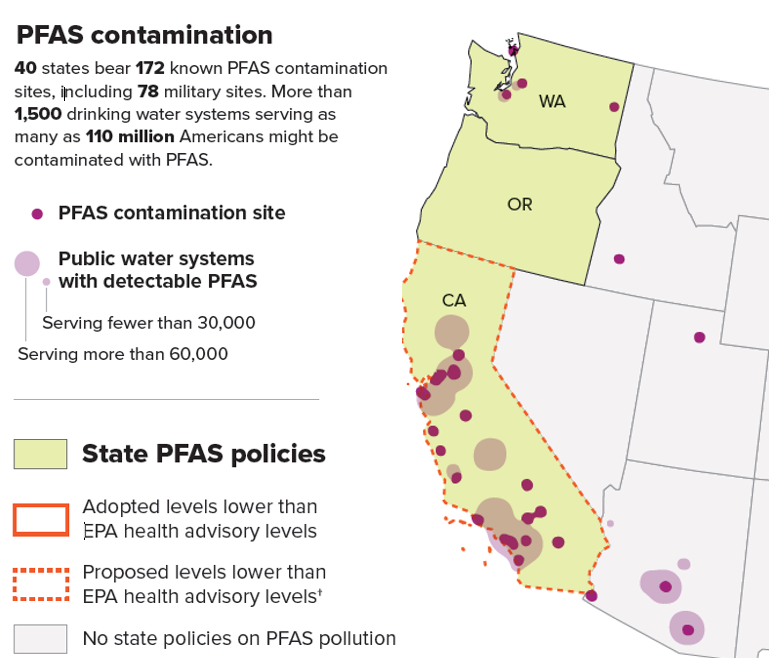 PFAS contamination
40 states bear 172 known PFAS contamination
sites, including 78 military sites. More than
1,500 drinking water systems serving as
many as 110 million Americans might be
contaminated with PFAS.
PFAS contamination site
Public water systems
with detectable PFAS
Serving fewer than 30,000
Serving more than 60,000
State PFAS policies
Adopted levels lower than
EPA health advisory levels
Proposed levels lower than
EPA health advisory levels†
No state policies on PFAS pollution
WA
OR
CA